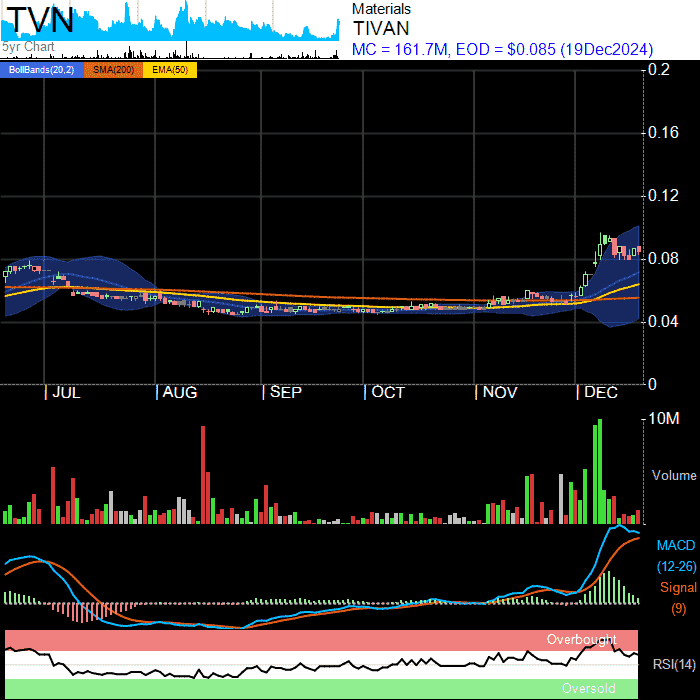 TVN
5yr Chart
Materials
TIVAN
MC = 161.7M, EOD = $0.085 (19Dec2024)
BollBands(20,2) SMA(200) EMA(50)
0.2
0.16
0.12
0.08
0.04
0
JUL AUG SEP OCT NOV DEC
10M
Volume
MACD
(12-26)
Signal
(9)
Overbought
RSI(14)
Oversold